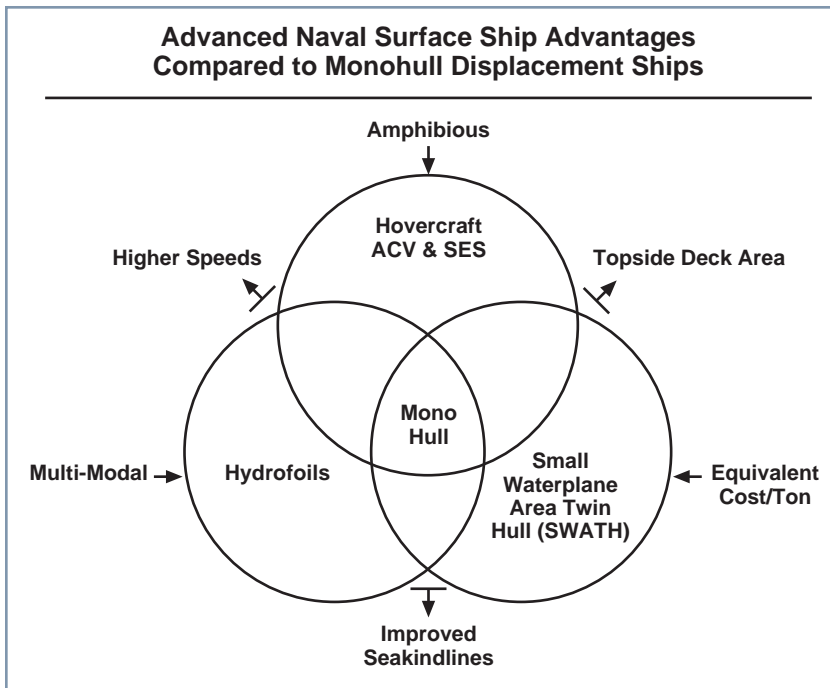 Advanced Naval Surface Ship Advantages
Compared to Monohull Displacement Ships
Amphibious
Hovercraft
ACV & SES
Higher Speeds
Topside Deck Area
Mono
Hull
Multi-Modal
Hydrofoils
Small
Waterplane
Area Twin
Hull (SWATH)
Equivalent
Cost/Ton
Improved
Seakindlines